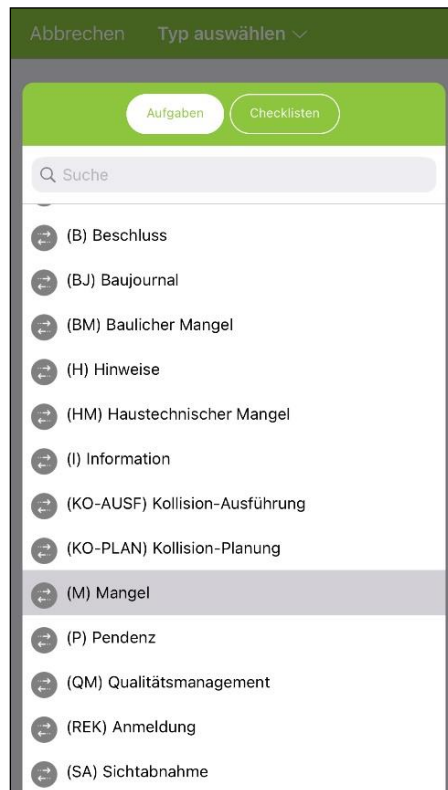 Abbrechen Typ auswählen
Aufgaben Checklisten
Suche
(B) Beschluss
(BJ) Baujournal
(BM) Baulicher Mangel
(H) Hinweise
(HM) Haustechnischer Mangel
(I) Information
(KO-AUSF) Kollision-Ausführung
(KO-PLAN) Kollision-Planung
(M) Mangel
(P) Pendenz
(QM) Qualitätsmanagement
(REK) Anmeldung
(SA) Sichtabnahme